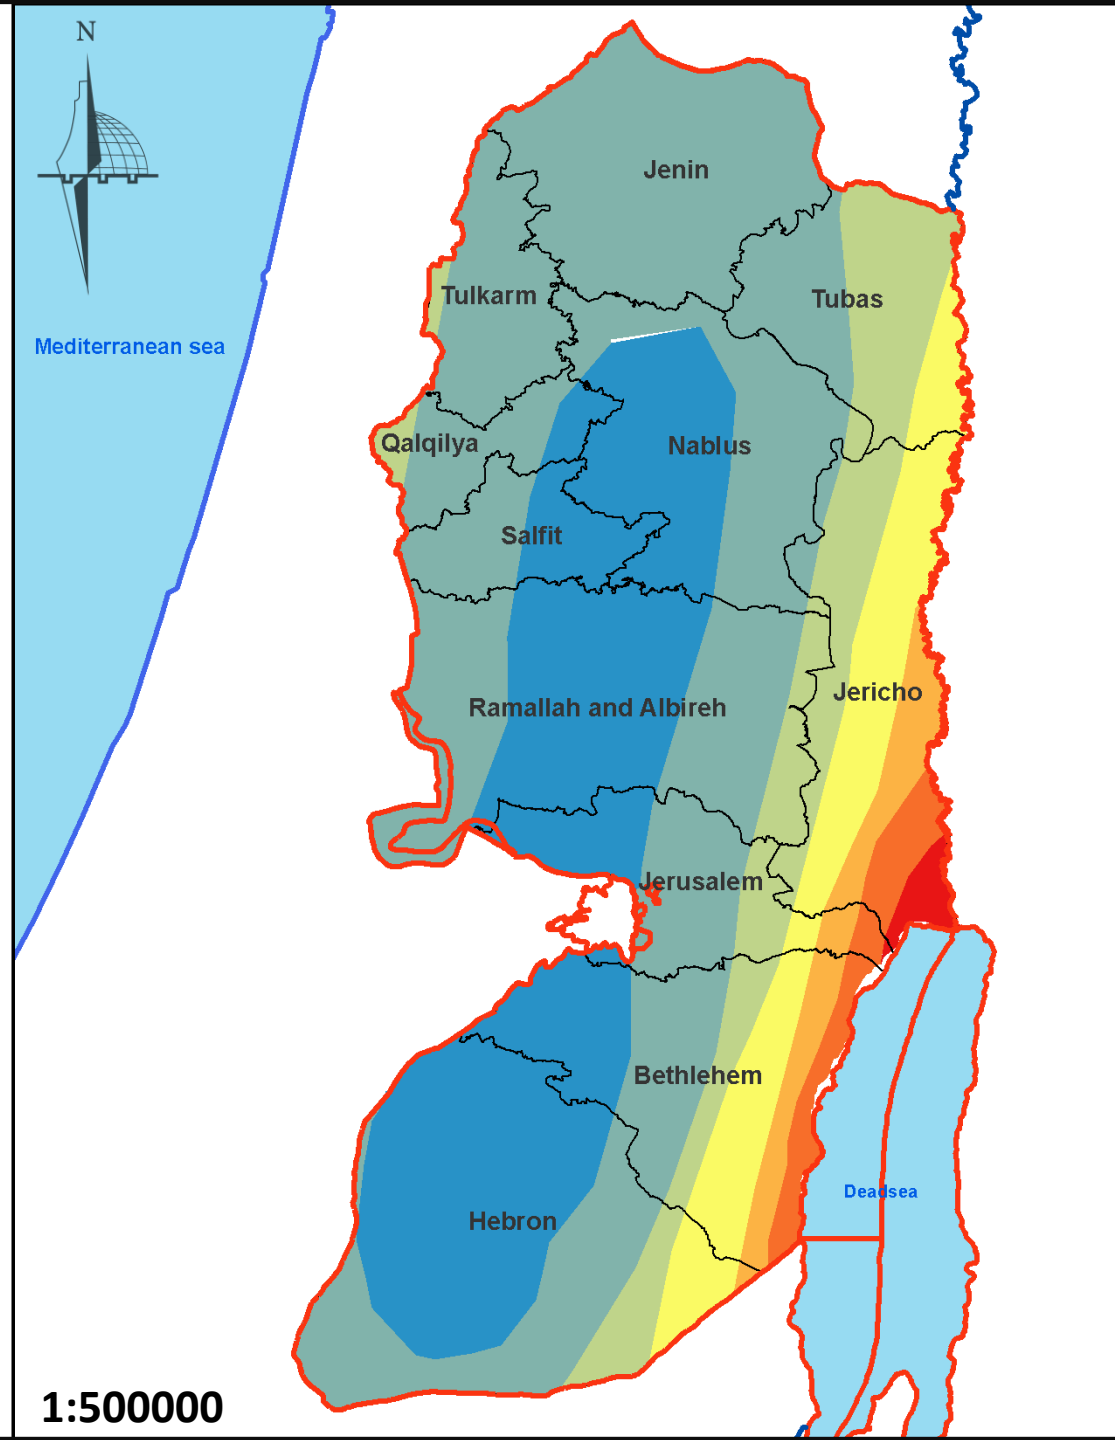 N
Jenin
Tulkarm
Tubas
Mediterranean sea
Qalqilya
Nablus
Salfit
Jericho
Ramallah and Albireh
Jerusalem
Bethlehem
Deadsea
Hebron
1:500000